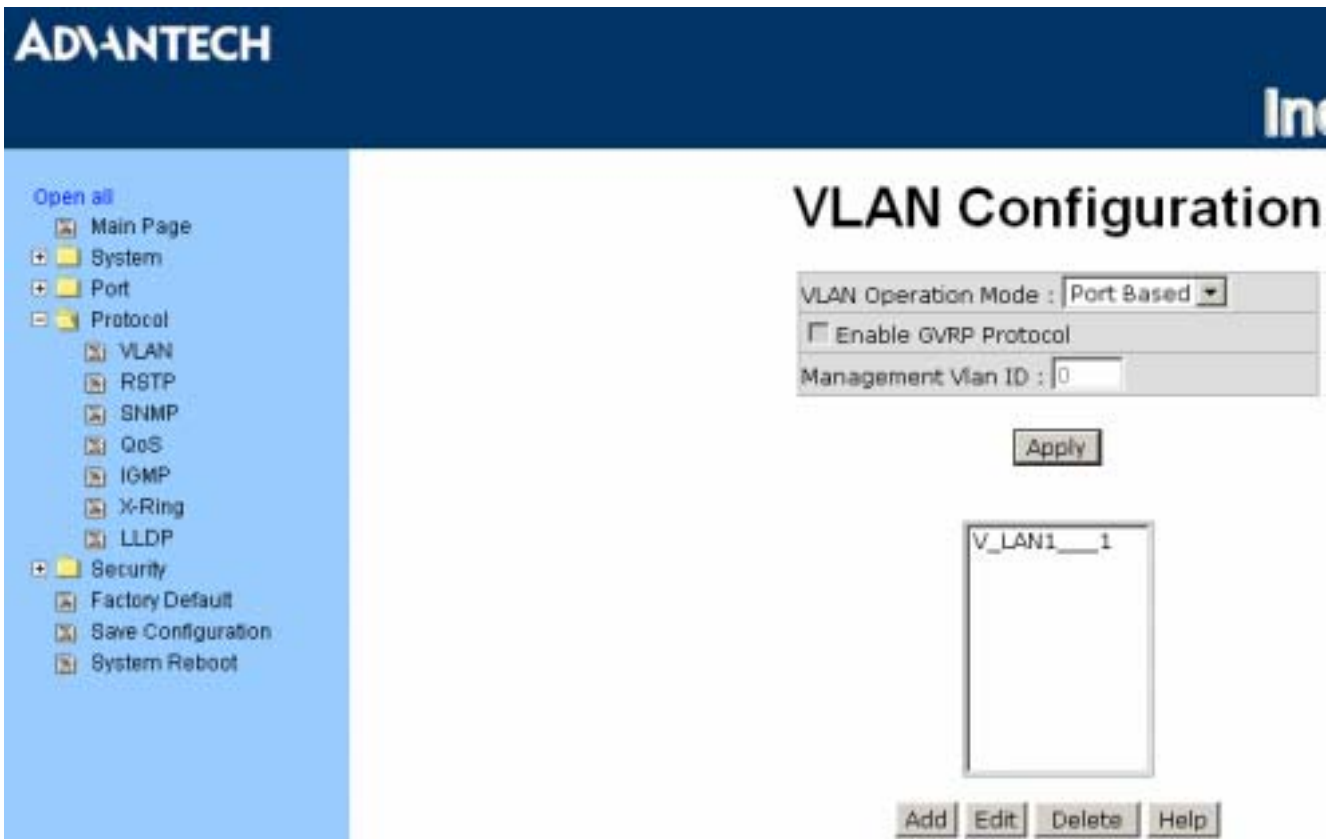 ADVANTECH
Open all
Main Page
System
Port
Protocol
VLAN
RSTP
SNMP
QoS
IGMP
X-Ring
LLDP
Security
Factory Default
Save Configuration
System Reboot
VLAN Configuration
VLAN Operation Mode : Port Based
Enable GVRP Protocol
Management Vlan ID : 0
Apply
V_LAN1___1
Add Edit Delete Help